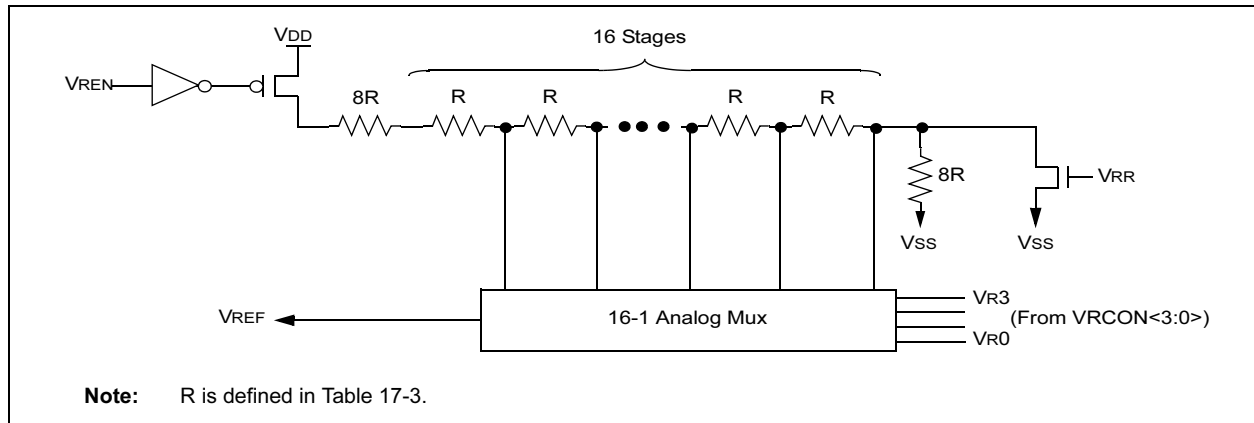 VDD
16 Stages
VREN
8R
R
R
R
R
8R
VRR
VSS
VSS
VREF
16-1 Analog Mux
VR3
(From VRCON<3:0>)
VR0
Note: R is defined in Table 17-3.